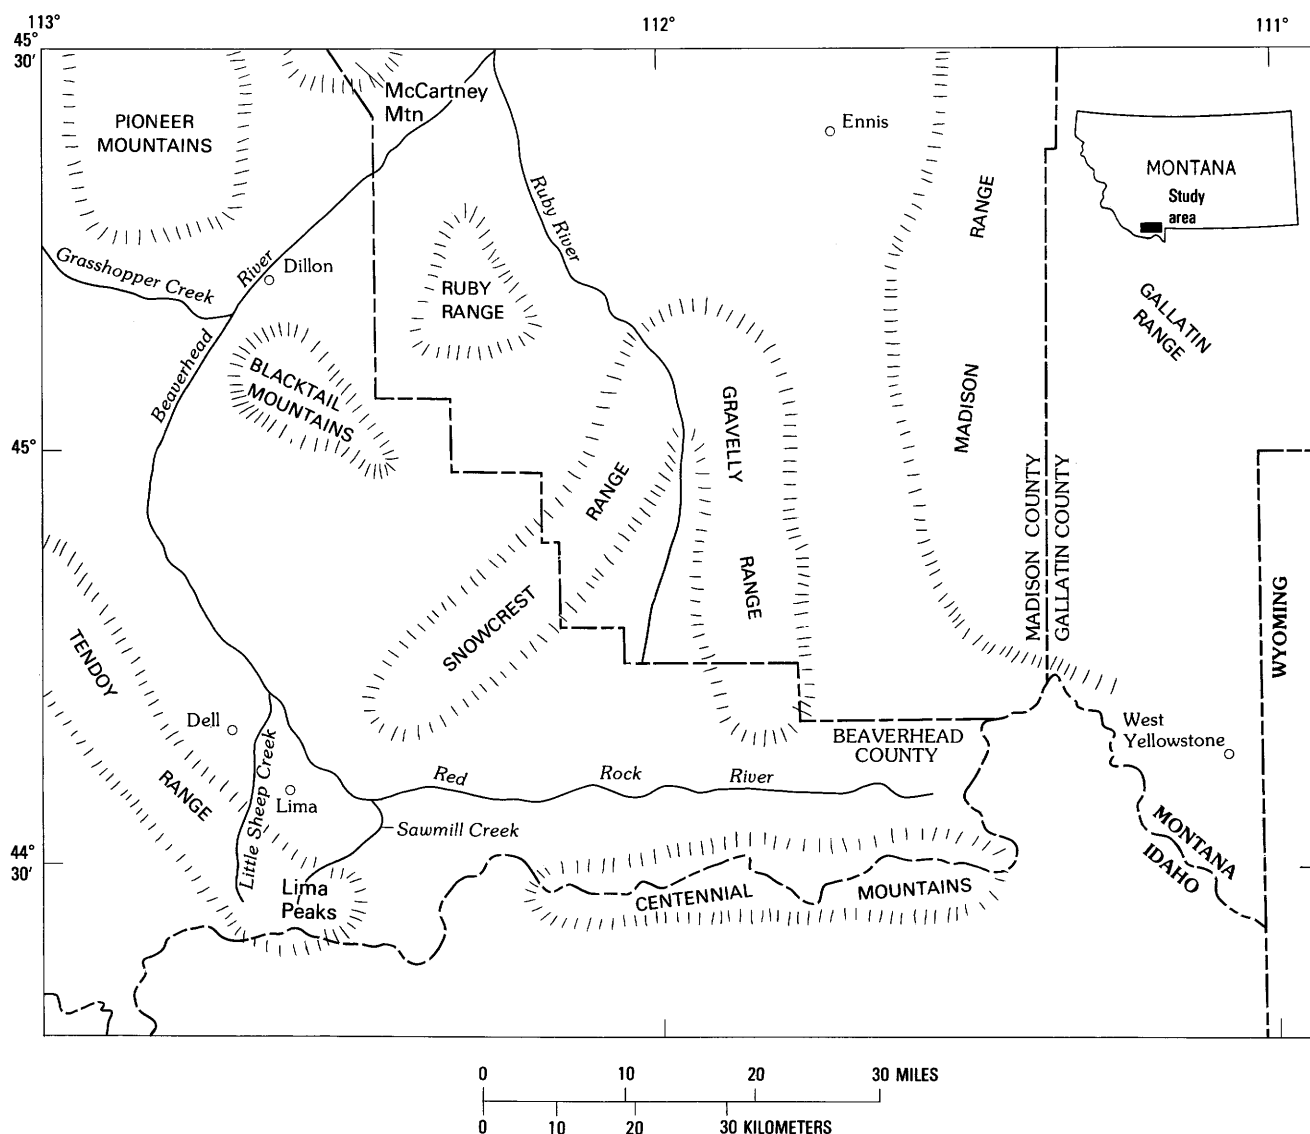 113°
112°
111°
45°
30'
McCartney
Mtn
PIONEER
MOUNTAINS
Ennis
MONTANA
Study
area
RANGE
Ruby River
Grasshopper Creek
River
Dillon
RUBY
RANGE
GALLATIN
RANGE
Beaverhead
BLACKTAIL
MOUNTAINS
GRAVELLY
MADISON
45°
RANGE
MADISON COUNTY
GALLATIN COUNTY
RANGE
WYOMING
SNOWCREST
TENDOY
Dell
West
Yellowstone
BEAVERHEAD
COUNTY
Little Sheep Creek
RANGE
Lima
Red
Rock
River
Sawmill Creek
MONTANA
IDAHO
44°
30'
Lima
Peaks
CENTENNIAL
MOUNTAINS
0 10 20 30 MILES
0 10 20 30 KILOMETERS